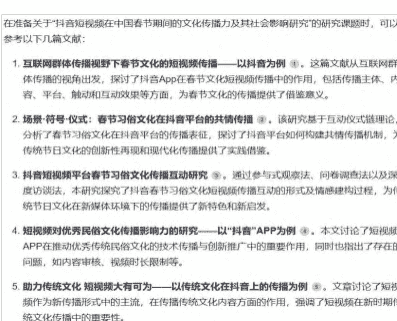 在准备关于“抖音短视频在中国春节期间的文化传播力及其社会影响研究”的研究课题时，可以
参考以下几篇文献：
1. 互联网群体传播视野下春节文化的短视频传播——以抖音为例 ①。这篇文章从互联网群
体传播的视角出发，探讨了抖音App在春节文化短视频传播中的作用，包括传播主体、内
容、平台、触动和互动效果等方面，为春节文化的传播提供了借鉴意义。
2. 场景·符号·仪式：春节习俗文化在抖音平台的共情传播 ②。该研究基于互动仪式链理论，
分析了春节习俗文化在抖音平台的传播表征，探讨了抖音平台如何构建共情传播机制，为
传统节日文化的创新性再现和现代化传播提供了实践借鉴。
3. 抖音短视频平台春节习俗文化传播互动研究 ③。通过参与式观察法、问卷调查法以及深
度访谈法，本研究探究了抖音春节习俗文化短视频传播互动的形式及情感建构过程，为传
统节日文化在新媒体环境下的传播提供了新特色和新启发。
4. 短视频对优秀民俗文化传播影响力的研究——以“抖音”APP为例 ④。本文讨论了短视频
APP在推动优秀传统民俗文化的技术传播与创新推广中的重要作用，同时也指出了存在的
问题，如内容审核、视频时长限制等。
5. 助力传统文化 短视频大有可为——以传统文化在抖音上的传播为例 ⑤。文章讨论了短视
频作为新传播形式中的主流，在传播传统文化内容方面的作用，强调了短视频在新时期传
统文化传播中的重要性。